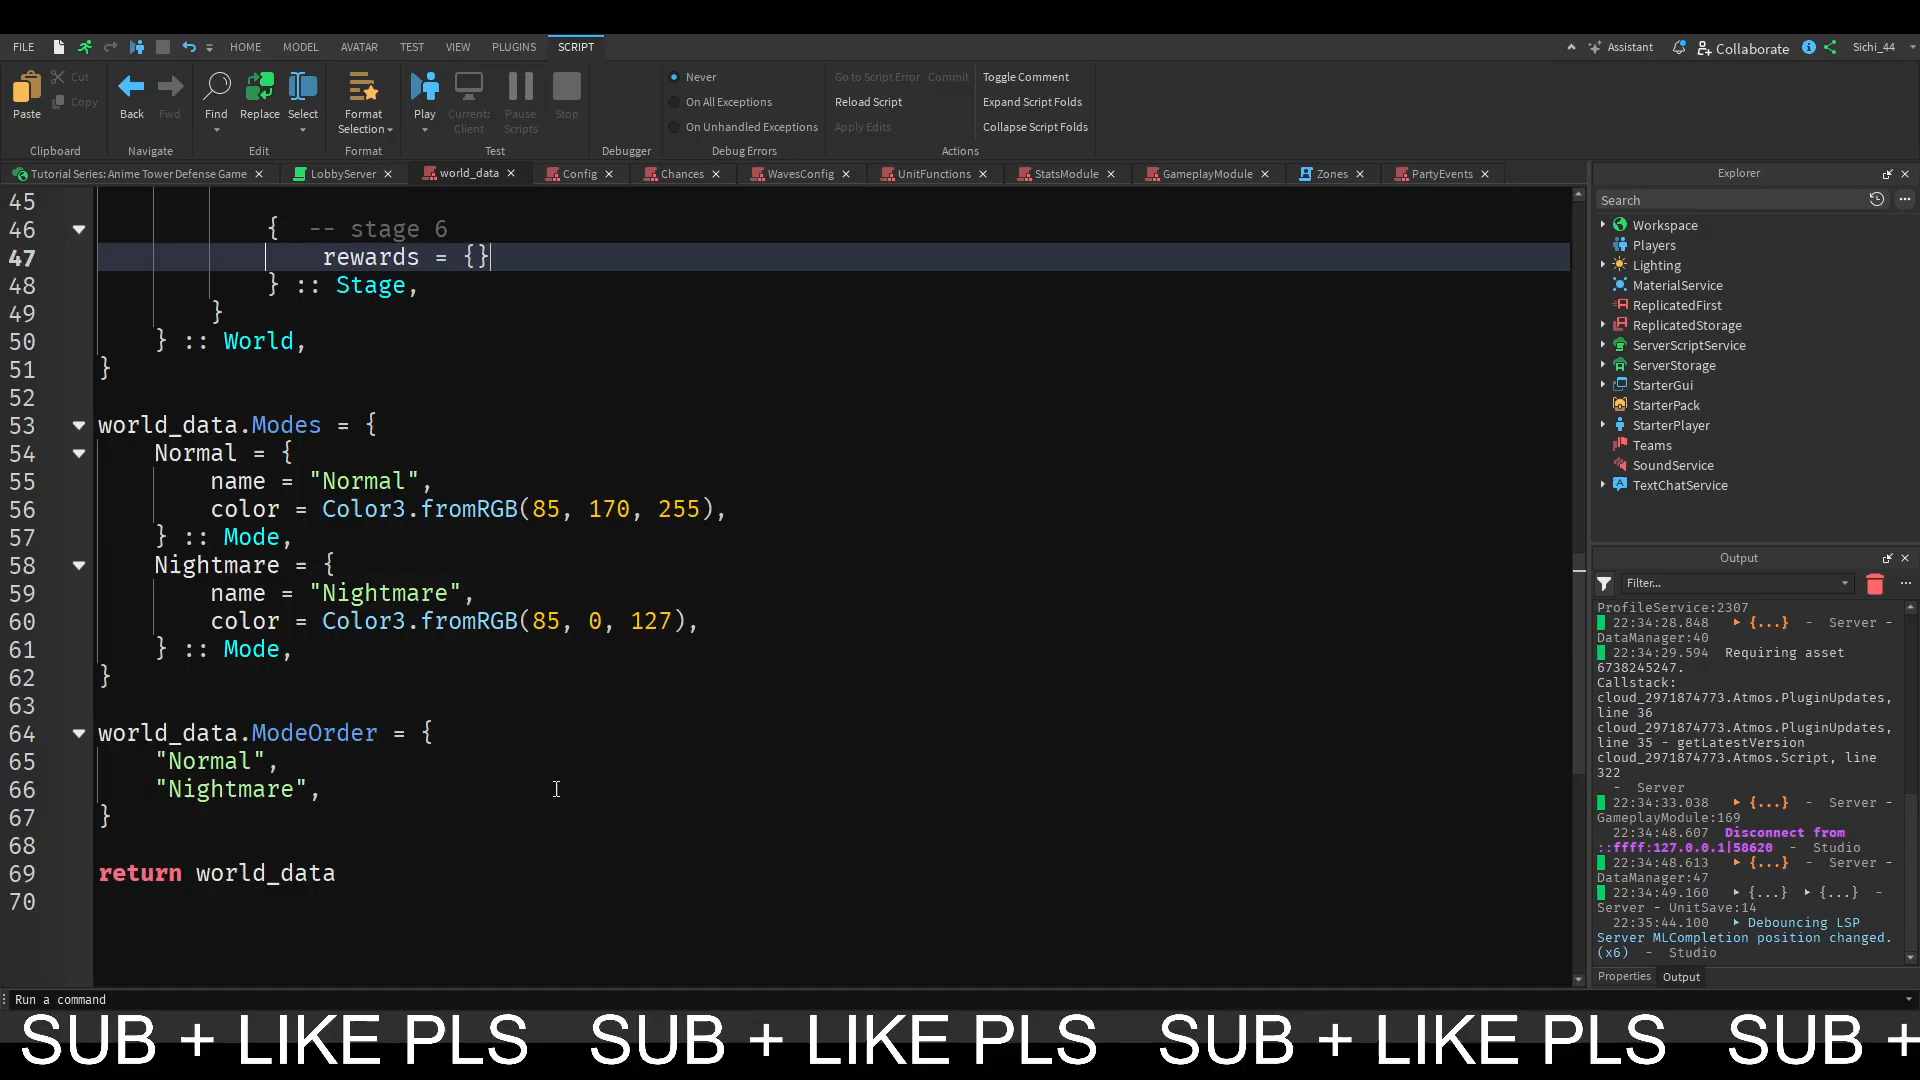 FILE HOME MODEL AVATAR TEST VIEW PLUGINS SCRIPT Assistant Collaborate Sichi_44
Cut
Copy
Paste
Back
Fwd
Find
Replace
Select
Format
Selection
Play
Current:
Client
Pause
Scripts
Stop
Never
On All Exceptions
On Unhandled Exceptions
Go to Script Error Commit
Reload Script
Apply Edits
Toggle Comment
Expand Script Folds
Collapse Script Folds
Clipboard Navigate Edit Format Test Debugger Debug Errors Actions
Tutorial Series: Anime Tower Defense Game LobbyServer world_data Config Chances WavesConfig UnitFunctions StatsModule GameplayModule Zones PartyEvents
45
46 { -- stage 6
47 rewards = {}
48 } :: Stage,
49 }
50 } :: World,
51 }
52
53 world_data.Modes = {
54 Normal = {
55 name = "Normal",
56 color = Color3.fromRGB(85, 170, 255),
57 } :: Mode,
58 Nightmare = {
59 name = "Nightmare",
60 color = Color3.fromRGB(85, 0, 127),
61 } :: Mode,
62 }
63
64 world_data.ModeOrder = {
65 "Normal",
66 "Nightmare",
67 }
68
69 return world_data
70
Explorer
Search
Workspace
Players
Lighting
MaterialService
ReplicatedFirst
ReplicatedStorage
ServerScriptService
ServerStorage
StarterGui
StarterPack
StarterPlayer
Teams
SoundService
TextChatService
Output
Filter...
ProfileService:2307
22:34:28.848 {...} - Server -
DataManager:40
22:34:29.594 Requiring asset
6738245247.
Callstack:
cloud_2971874773.Atmos.PluginUpdates,
line 36
cloud_2971874773.Atmos.PluginUpdates,
line 35 - getLatestVersion
cloud_2971874773.Atmos.Script, line
322
- Server
22:34:33.038 {...} - Server -
GameplayModule:169
22:34:48.607 Disconnect from
::ffff:127.0.0.1|58620 - Studio
22:34:48.613 {...} - Server -
DataManager:47
22:34:49.160 {...} {...} -
Server - UnitSave:14
22:35:44.100 Debouncing LSP
Server MLCompletion position changed.
(x6) - Studio
Properties Output
Run a command
SUB + LIKE PLS SUB + LIKE PLS SUB + LIKE PLS SUB +